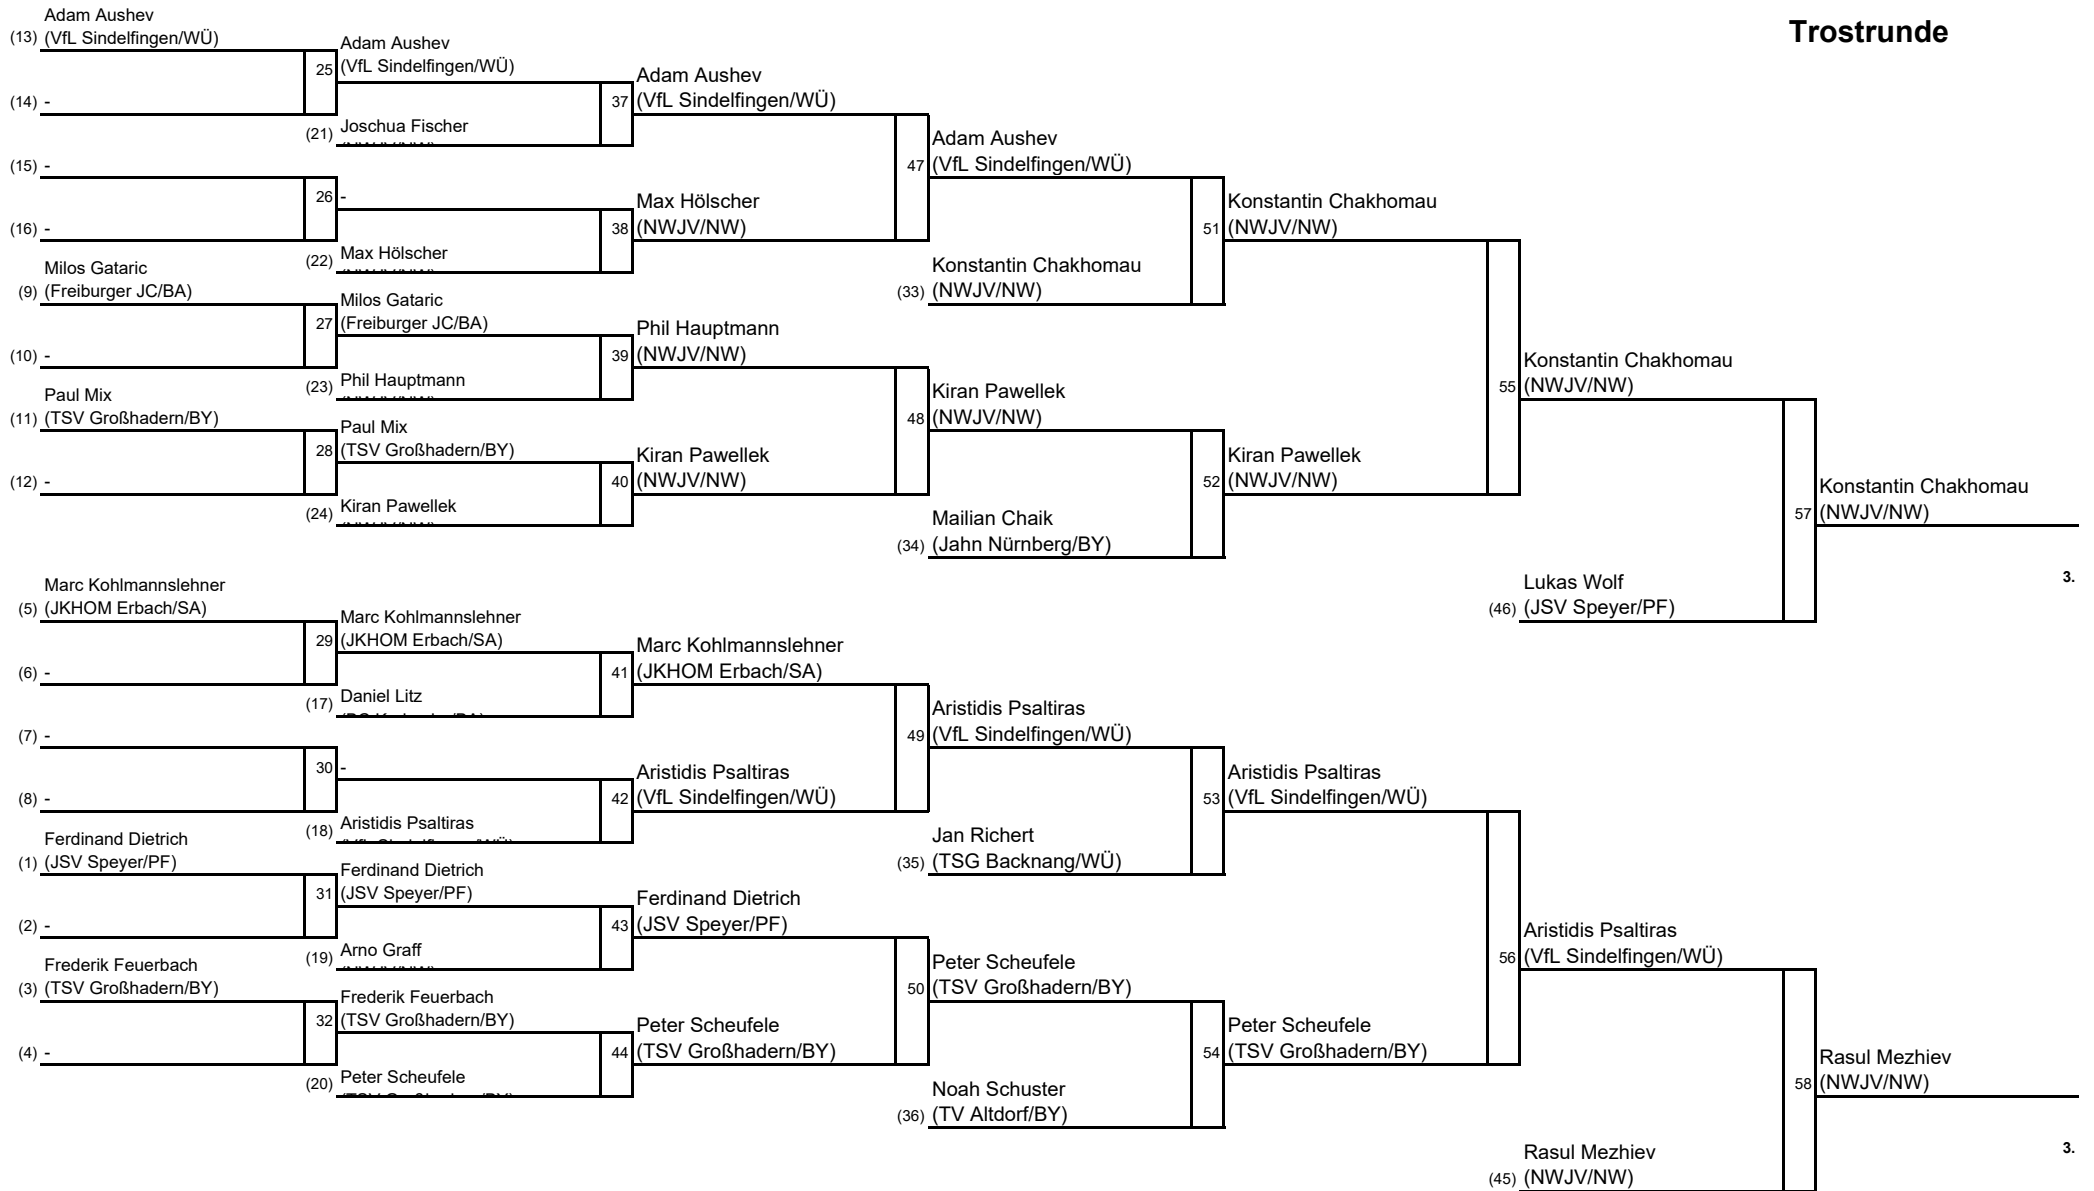 Trostrunde
Adam Aushev
(13) (VfL Sindelfingen/WÜ)
(14) -
(15) -
(16) -
Milos Gataric
(9) (Freiburger JC/BA)
(10) -
Paul Mix
(11) (TSV Großhadern/BY)
(12) -
Marc Kohlmannslehner
(5) (JKHOM Erbach/SA)
(6) -
(7) -
(8) -
Ferdinand Dietrich
(1) (JSV Speyer/PF)
(2) -
Frederik Feuerbach
(3) (TSV Großhadern/BY)
(4) -
Adam Aushev
25 (VfL Sindelfingen/WÜ)
(21) Joschua Fischer
26 -
(22) Max Hölscher
Milos Gataric
27 (Freiburger JC/BA)
(23) Phil Hauptmann
Paul Mix
28 (TSV Großhadern/BY)
(24) Kiran Pawellek
Marc Kohlmannslehner
29 (JKHOM Erbach/SA)
(17) Daniel Litz
30 -
(18) Aristidis Psaltiras
Ferdinand Dietrich
31 (JSV Speyer/PF)
(19) Arno Graff
Frederik Feuerbach
32 (TSV Großhadern/BY)
(20) Peter Scheufele
Adam Aushev
37 (VfL Sindelfingen/WÜ)
Max Hölscher
38 (NWJV/NW)
Phil Hauptmann
39 (NWJV/NW)
Kiran Pawellek
40 (NWJV/NW)
Marc Kohlmannslehner
41 (JKHOM Erbach/SA)
Aristidis Psaltiras
42 (VfL Sindelfingen/WÜ)
Ferdinand Dietrich
43 (JSV Speyer/PF)
Peter Scheufele
44 (TSV Großhadern/BY)
Adam Aushev
47 (VfL Sindelfingen/WÜ)
Konstantin Chakhomau
(33) (NWJV/NW)
Kiran Pawellek
48 (NWJV/NW)
Mailian Chaik
(34) (Jahn Nürnberg/BY)
Aristidis Psaltiras
49 (VfL Sindelfingen/WÜ)
Jan Richert
(35) (TSG Backnang/WÜ)
Peter Scheufele
50 (TSV Großhadern/BY)
Noah Schuster
(36) (TV Altdorf/BY)
Konstantin Chakhomau
51 (NWJV/NW)
Kiran Pawellek
52 (NWJV/NW)
Aristidis Psaltiras
53 (VfL Sindelfingen/WÜ)
Peter Scheufele
54 (TSV Großhadern/BY)
Konstantin Chakhomau
55 (NWJV/NW)
Lukas Wolf
(46) (JSV Speyer/PF)
Aristidis Psaltiras
56 (VfL Sindelfingen/WÜ)
Rasul Mezhiev
(45) (NWJV/NW)
Konstantin Chakhomau
57 (NWJV/NW)
3.
Rasul Mezhiev
58 (NWJV/NW)
3.